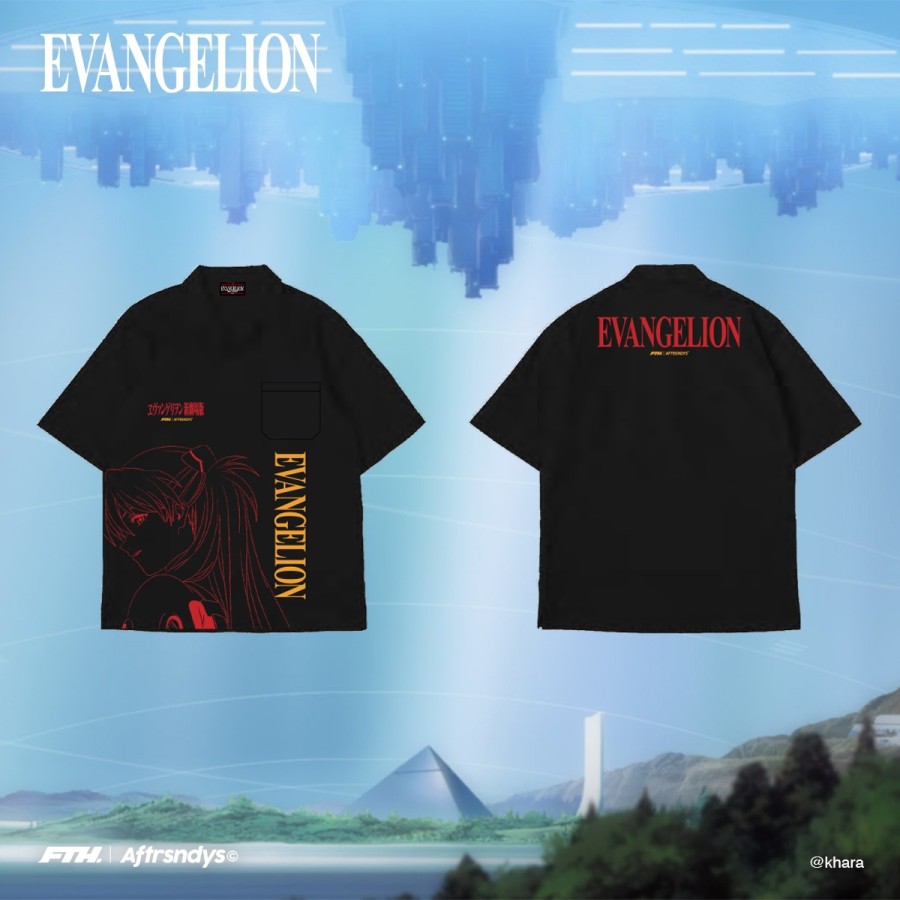 EVANGELION
EVANGELION
ヱヴァンゲリヲン 新劇場版
FTH. | AFTRSNDYS
EVANGELION
EVANGELION
FTH. | AFTRSNDYS
FTH. | Aftrsndys©
@khara